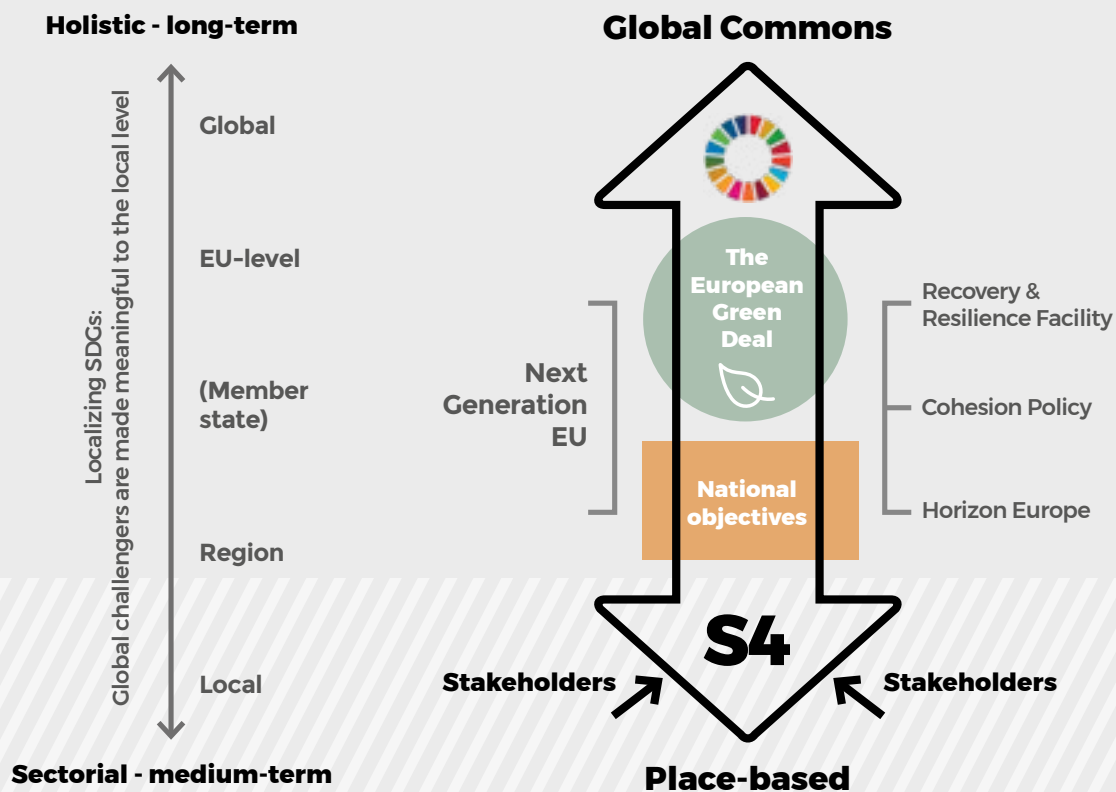 Holistic - long-term
Global Commons
Localizing SDGs:
Global challengers are made meaningful to the local level
Global
EU-level
(Member
state)
Region
Local
Next
Generation
EU
The
European
Green
Deal
National
objectives
Recovery &
Resilience Facility
Cohesion Policy
Horizon Europe
S4
Stakeholders
Stakeholders
Sectorial - medium-term
Place-based